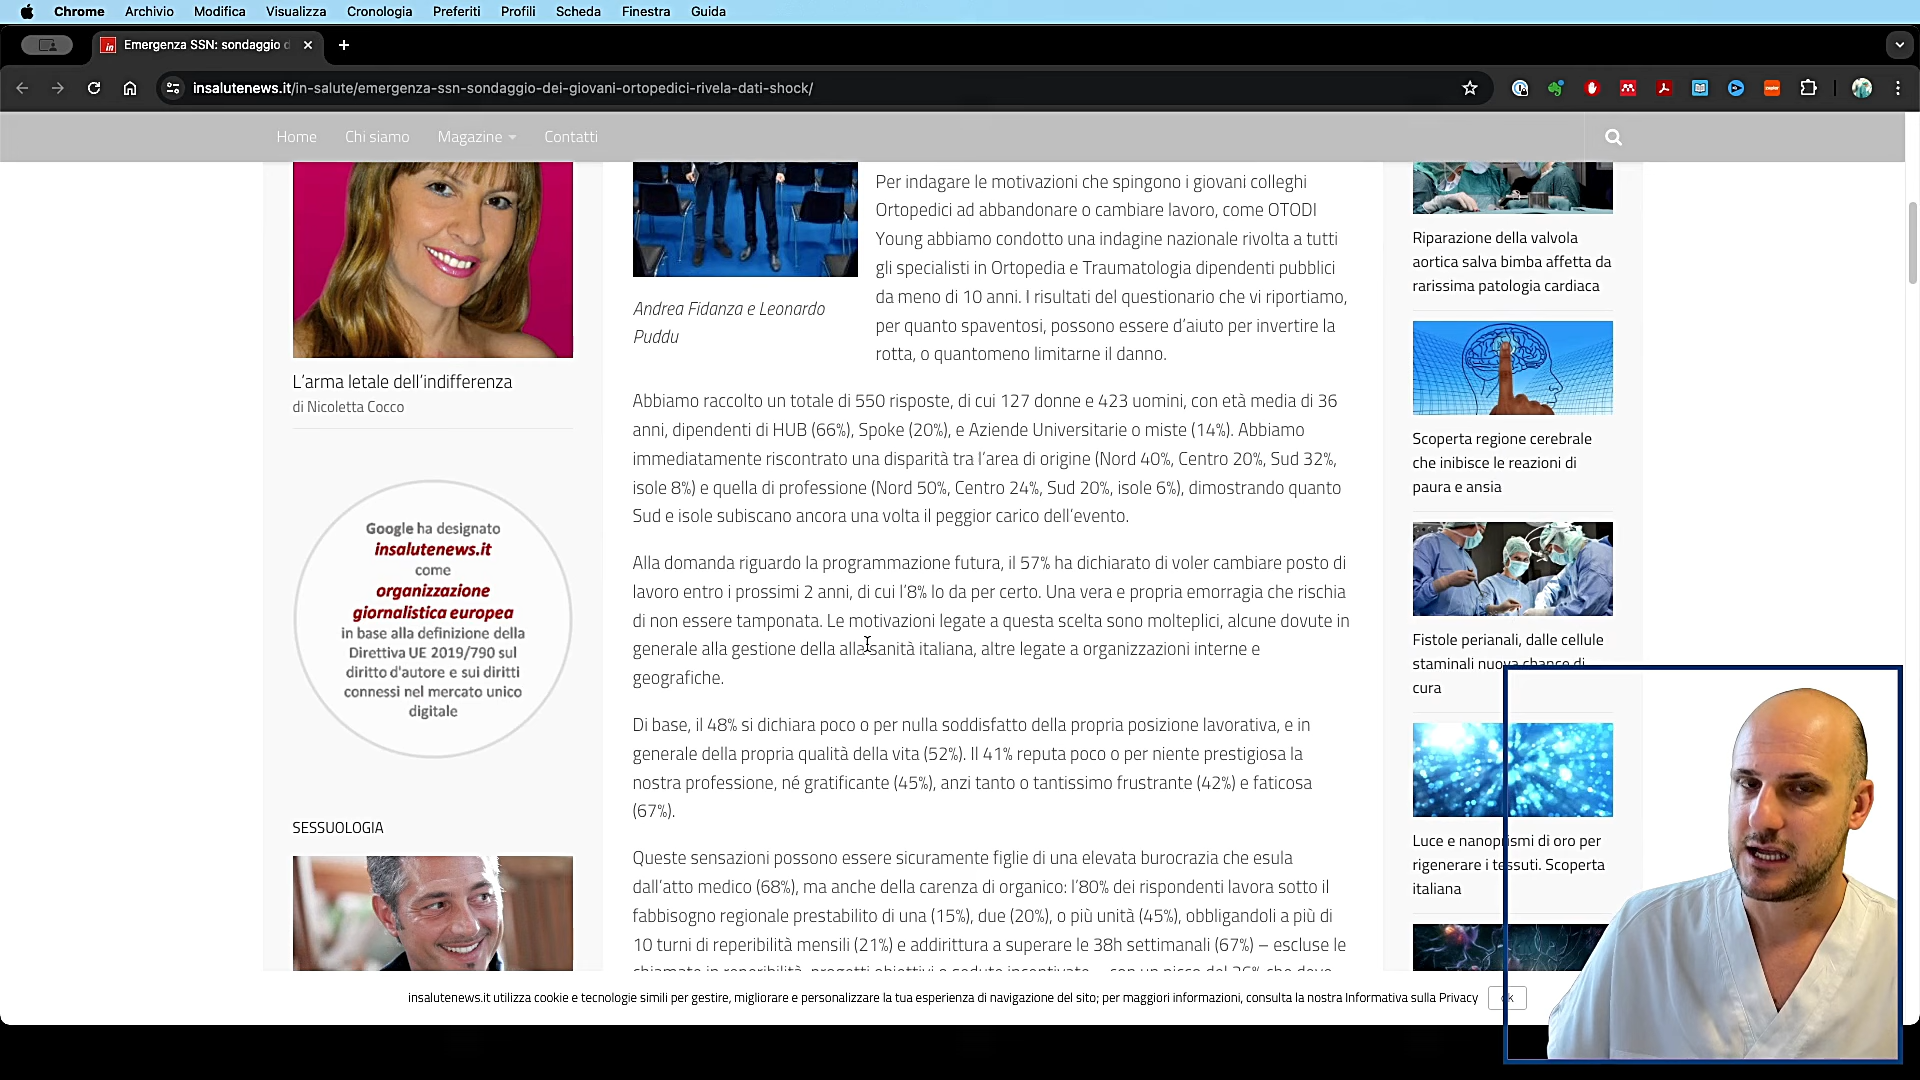 Chrome Archivio Modifica Visualizza Cronologia Preferiti Profili Scheda Finestra Guida
Emergenza SSN: sondaggio d
insalutenews.it/in-salute/emergenza-ssn-sondaggio-dei-giovani-ortopedici-rivela-dati-shock/
Home Chi siamo Magazine Contatti
L'arma letale dell'indifferenza
di Nicoletta Cocco
Google ha designato
insalutenews.it
come
organizzazione
giornalistica europea
in base alla definizione della
Direttiva UE 2019/790 sul
diritto d'autore e sui diritti
connessi nel mercato unico
digitale
SESSUOLOGIA
Andrea Fidanza e Leonardo
Puddu
Per indagare le motivazioni che spingono i giovani colleghi
Ortopedici ad abbandonare o cambiare lavoro, come OTODI
Young abbiamo condotto una indagine nazionale rivolta a tutti
gli specialisti in Ortopedia e Traumatologia dipendenti pubblici
da meno di 10 anni. I risultati del questionario che vi riportiamo,
per quanto spaventosi, possono essere d'aiuto per invertire la
rotta, o quantomeno limitarne il danno.
Abbiamo raccolto un totale di 550 risposte, di cui 127 donne e 423 uomini, con età media di 36
anni, dipendenti di HUB (66%), Spoke (20%), e Aziende Universitarie o miste (14%). Abbiamo
immediatamente riscontrato una disparità tra l'area di origine (Nord 40%, Centro 20%, Sud 32%,
isole 8%) e quella di professione (Nord 50%, Centro 24%, Sud 20%, isole 6%), dimostrando quanto
Sud e isole subiscano ancora una volta il peggior carico dell'evento.
Alla domanda riguardo la programmazione futura, il 57% ha dichiarato di voler cambiare posto di
lavoro entro i prossimi 2 anni, di cui l'8% lo da per certo. Una vera e propria emorragia che rischia
di non essere tamponata. Le motivazioni legate a questa scelta sono molteplici, alcune dovute in
generale alla gestione della alla sanità italiana, altre legate a organizzazioni interne e
geografiche.
Di base, il 48% si dichiara poco o per nulla soddisfatto della propria posizione lavorativa, e in
generale della propria qualità della vita (52%). Il 41% reputa poco o per niente prestigiosa la
nostra professione, né gratificante (45%), anzi tanto o tantissimo frustrante (42%) e faticosa
(67%).
Queste sensazioni possono essere sicuramente figlie di una elevata burocrazia che esula
dall'atto medico (68%), ma anche della carenza di organico: l'80% dei rispondenti lavora sotto il
fabbisogno regionale prestabilito di una (15%), due (20%), o più unità (45%), obbligandoli a più di
10 turni di reperibilità mensili (21%) e addirittura a superare le 38h settimanali (67%) – escluse le
Riparazione della valvola
aortica salva bimba affetta da
rarissima patologia cardiaca
Scoperta regione cerebrale
che inibisce le reazioni di
paura e ansia
Fistole perianali, dalle cellule
staminali nuova chance di
cura
Luce e nanoprismi di oro per
rigenerare i tessuti. Scoperta
italiana
insalutenews.it utilizza cookie e tecnologie simili per gestire, migliorare e personalizzare la tua esperienza di navigazione del sito; per maggiori informazioni, consulta la nostra Informativa sulla Privacy